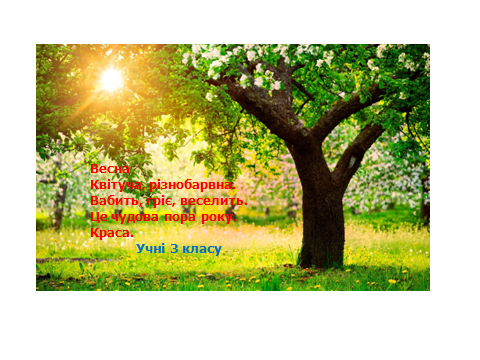 Весна
Квітуча, різнобарвна.
Вабить, гріє, веселить.
Це чудова пора року.
Краса.
Учні 3 класу